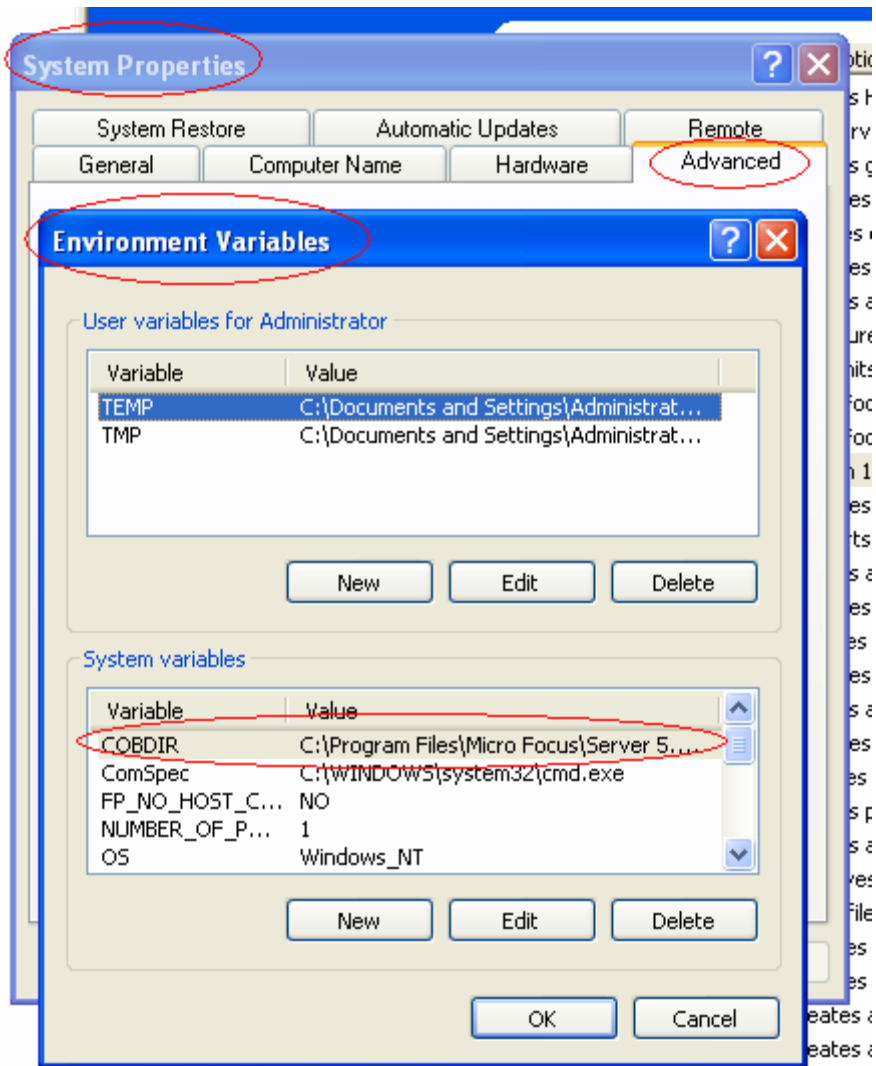 System Properties
System Restore Automatic Updates Remote
General Computer Name Hardware Advanced
Environment Variables
User variables for Administrator
Variable Value
TEMP C:\Documents and Settings\Administrat...
TMP C:\Documents and Settings\Administrat...
New Edit Delete
System variables
Variable Value
COBDIR C:\Program Files\Micro Focus\Server 5....
ComSpec C:\WINDOWS\system32\cmd.exe
FP_NO_HOST_C... NO
NUMBER_OF_P... 1
OS Windows_NT
New Edit Delete
OK Cancel